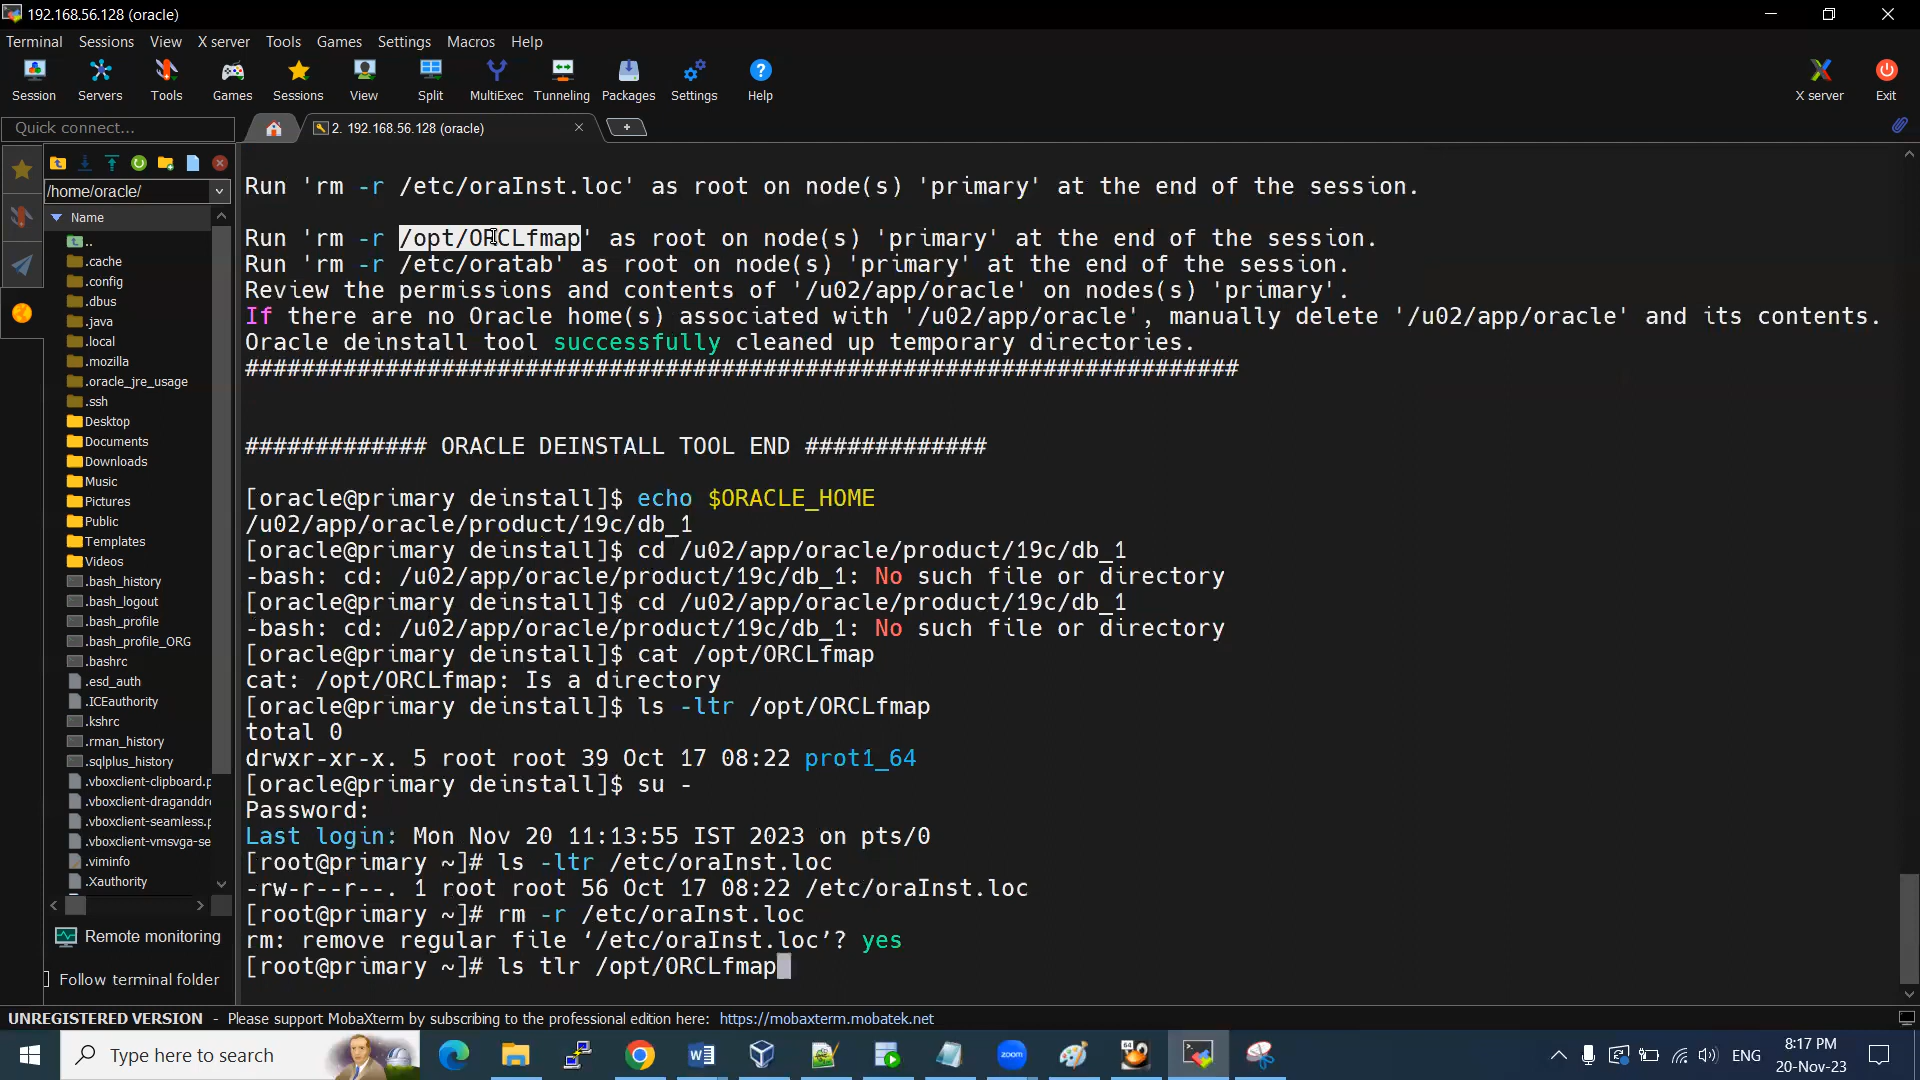 192.168.56.128 (oracle)
Terminal Sessions View X server Tools Games Settings Macros Help
Session Servers Tools Games Sessions View Split MultiExec Tunneling Packages Settings Help X server Exit
Quick connect...
2. 192.168.56.128 (oracle)
/home/oracle/
Name
..
.cache
.config
.dbus
.java
.local
.mozilla
.oracle_jre_usage
.ssh
Desktop
Documents
Downloads
Music
Pictures
Public
Templates
Videos
.bash_history
.bash_logout
.bash_profile
.bash_profile_ORG
.bashrc
.esd_auth
.ICEauthority
.kshrc
.rman_history
.sqlplus_history
.vboxclient-clipboard.p
.vboxclient-draganddro
.vboxclient-seamless.p
.vboxclient-vmsvga-se
.viminfo
.Xauthority
Remote monitoring
Follow terminal folder
Run 'rm -r /etc/oraInst.loc' as root on node(s) 'primary' at the end of the session.
Run 'rm -r /opt/ORCLfmap' as root on node(s) 'primary' at the end of the session.
Run 'rm -r /etc/oratab' as root on node(s) 'primary' at the end of the session.
Review the permissions and contents of '/u02/app/oracle' on nodes(s) 'primary'.
If there are no Oracle home(s) associated with '/u02/app/oracle', manually delete '/u02/app/oracle' and its contents.
Oracle deinstall tool successfully cleaned up temporary directories.
#######################################################################
############# ORACLE DEINSTALL TOOL END #############
[oracle@primary deinstall]$ echo $ORACLE_HOME
/u02/app/oracle/product/19c/db_1
[oracle@primary deinstall]$ cd /u02/app/oracle/product/19c/db_1
-bash: cd: /u02/app/oracle/product/19c/db_1: No such file or directory
[oracle@primary deinstall]$ cd /u02/app/oracle/product/19c/db_1
-bash: cd: /u02/app/oracle/product/19c/db_1: No such file or directory
[oracle@primary deinstall]$ cat /opt/ORCLfmap
cat: /opt/ORCLfmap: Is a directory
[oracle@primary deinstall]$ ls -ltr /opt/ORCLfmap
total 0
drwxr-xr-x. 5 root root 39 Oct 17 08:22 prot1_64
[oracle@primary deinstall]$ su -
Password:
Last login: Mon Nov 20 11:13:55 IST 2023 on pts/0
[root@primary ~]# ls -ltr /etc/oraInst.loc
-rw-r--r--. 1 root root 56 Oct 17 08:22 /etc/oraInst.loc
[root@primary ~]# rm -r /etc/oraInst.loc
rm: remove regular file ‘/etc/oraInst.loc’? yes
[root@primary ~]# ls tlr /opt/ORCLfmap
UNREGISTERED VERSION - Please support MobaXterm by subscribing to the professional edition here: https://mobaxterm.mobatek.net
Type here to search
zoom
ENG
8:17 PM
20-Nov-23